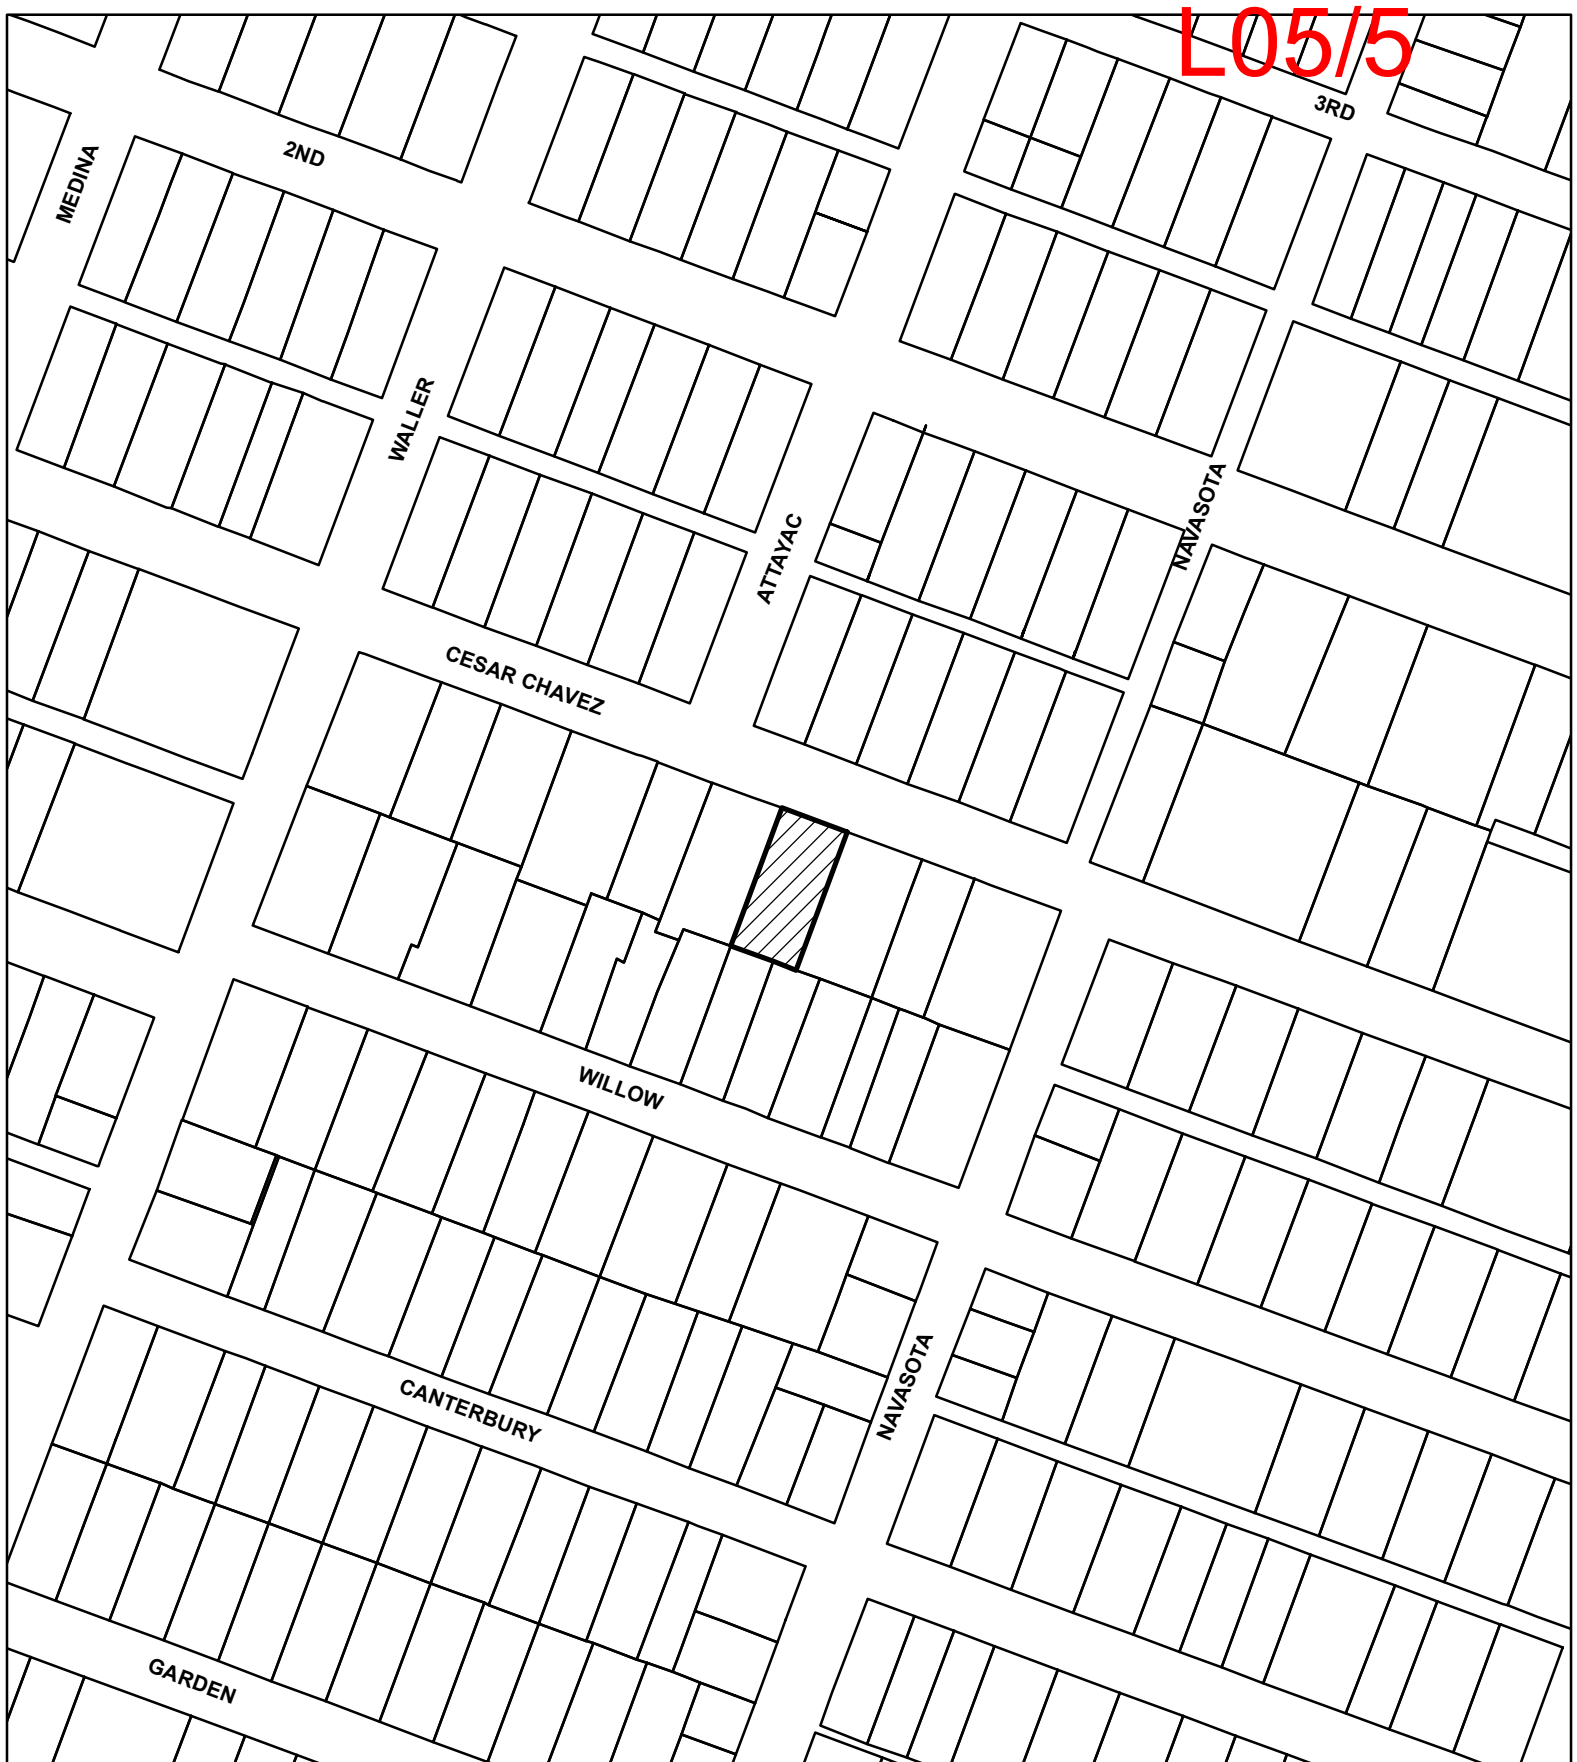 L05/5
3RD
2ND
MEDINA
WALLER
NAVASOTA
ATTAYAC
CESAR CHAVEZ
WILLOW
NAVASOTA
CANTERBURY
GARDEN